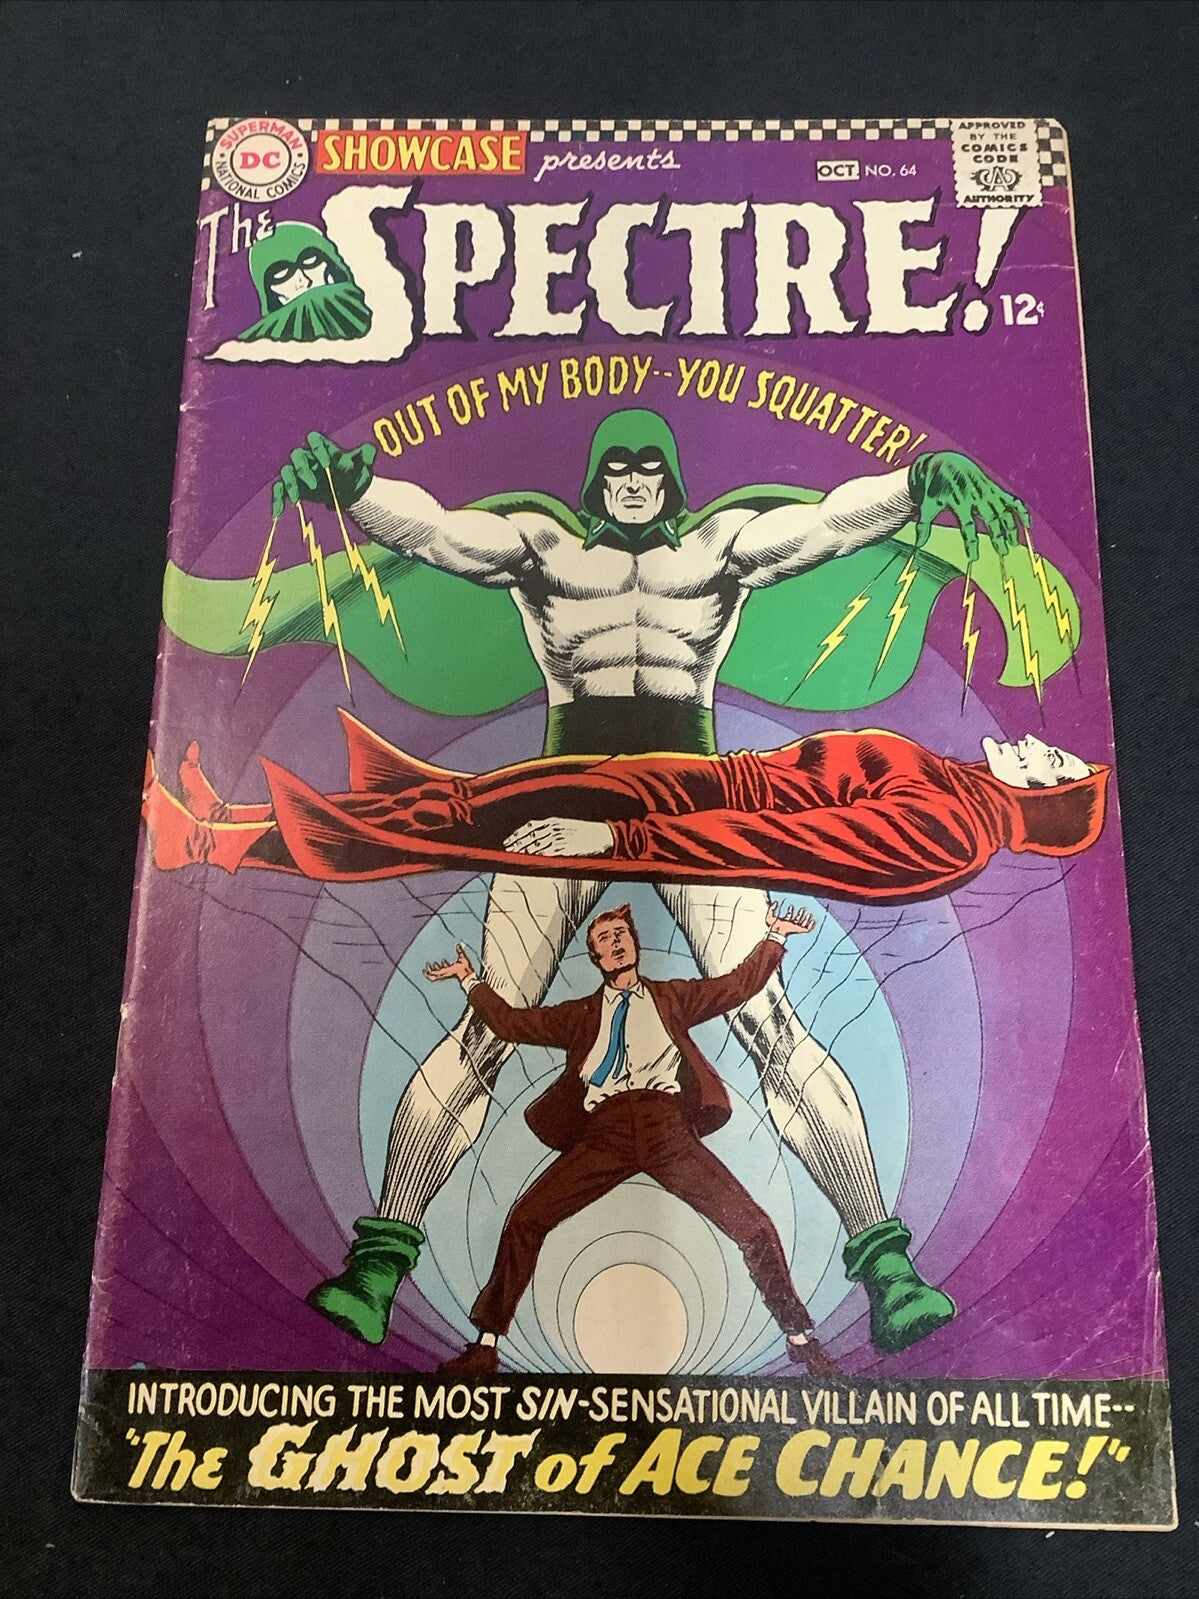 SUPERMAN
DC
NATIONAL COMICS
SHOWCASE presents
OCT. NO. 64
APPROVED
BY THE
COMICS
CODE
CA
AUTHORITY
The SPECTRE!
12¢
OUT OF MY BODY--YOU SQUATTER!
INTRODUCING THE MOST SIN-SENSATIONAL VILLAIN OF ALL TIME--
"The GHOST of ACE CHANCE!"